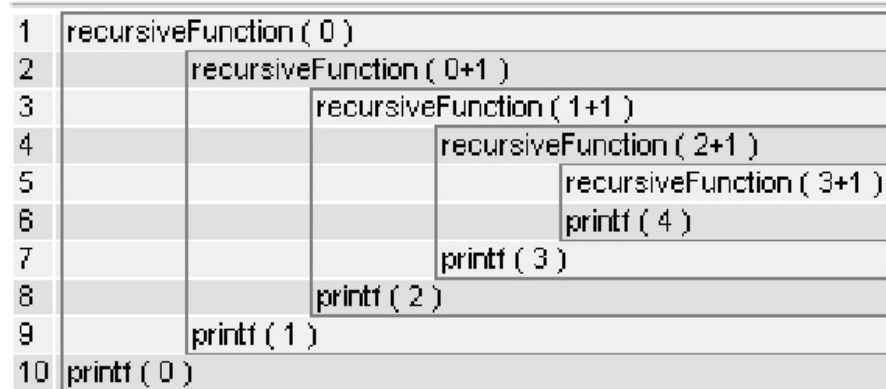 1 recursiveFunction ( 0 )
2 recursiveFunction ( 0+1 )
3 recursiveFunction ( 1+1 )
4 recursiveFunction ( 2+1 )
5 recursiveFunction ( 3+1 )
6 printf ( 4 )
7 printf ( 3 )
8 printf ( 2 )
9 printf ( 1 )
10 printf ( 0 )